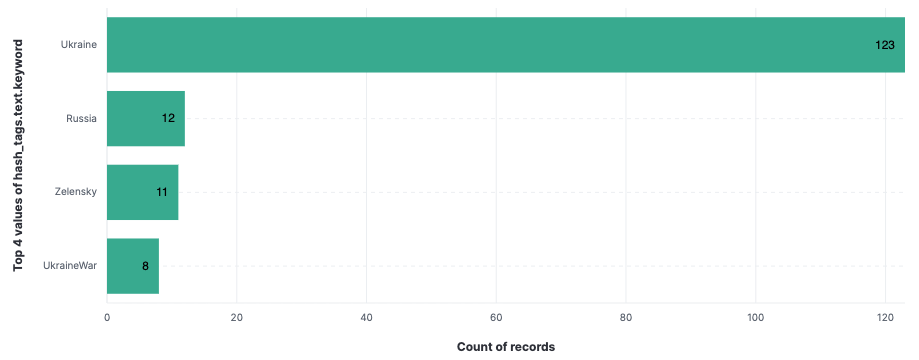 Top 4 values of hash_tags.text.keyword
Ukraine 123
Russia 12
Zelensky 11
UkraineWar 8
0 20 40 60 80 100 120
Count of records